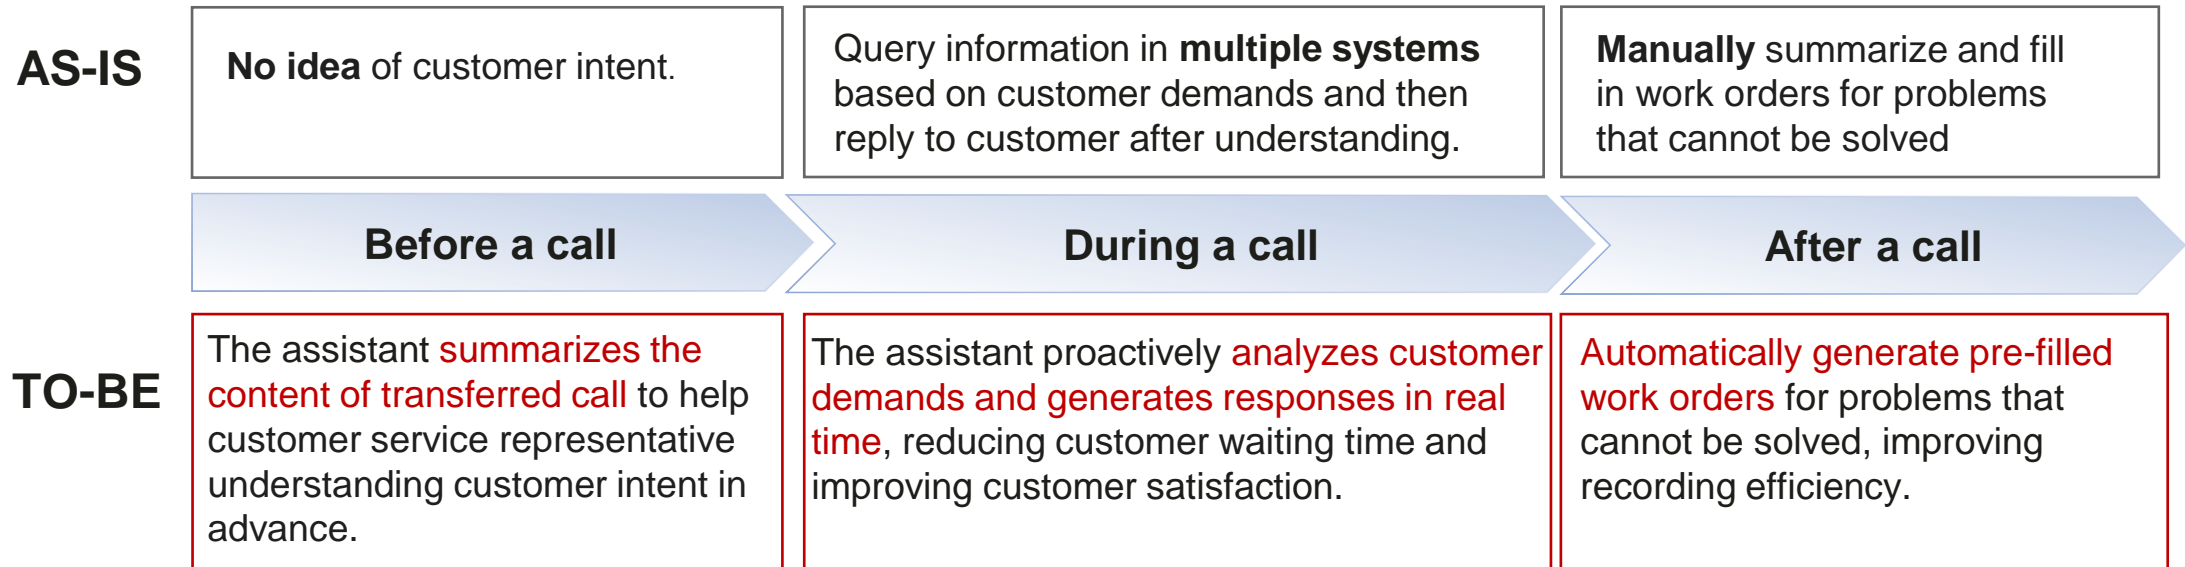 AS-IS
No idea of customer intent.
Query information in multiple systems
based on customer demands and then
reply to customer after understanding.
Manually summarize and fill
in work orders for problems
that cannot be solved
Before a call
During a call
After a call
TO-BE
The assistant summarizes the
content of transferred call to help
customer service representative
understanding customer intent in
advance.
The assistant proactively analyzes customer
demands and generates responses in real
time, reducing customer waiting time and
improving customer satisfaction.
Automatically generate pre-filled
work orders for problems that
cannot be solved, improving
recording efficiency.